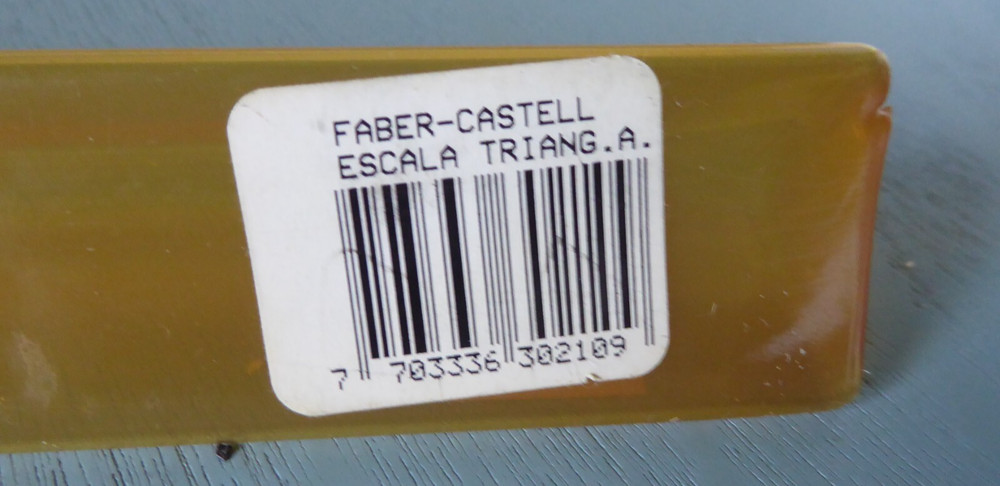 FABER-CASTELL
ESCALA TRIANG.A.
7 703336 302109